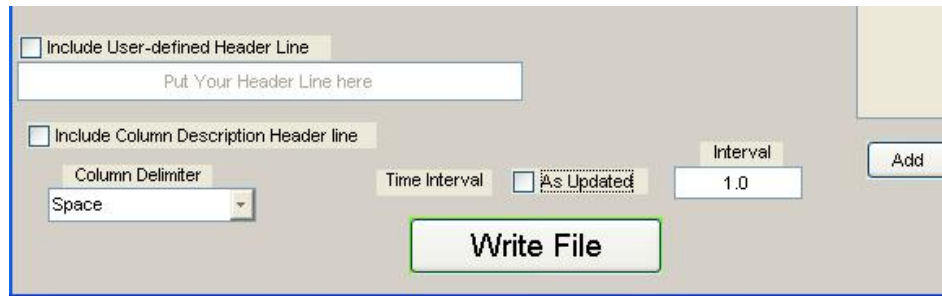 Include User-defined Header Line
Put Your Header Line here
Include Column Description Header line
Column Delimiter
Space
Time Interval
As Updated
Interval
1.0
Add
Write File